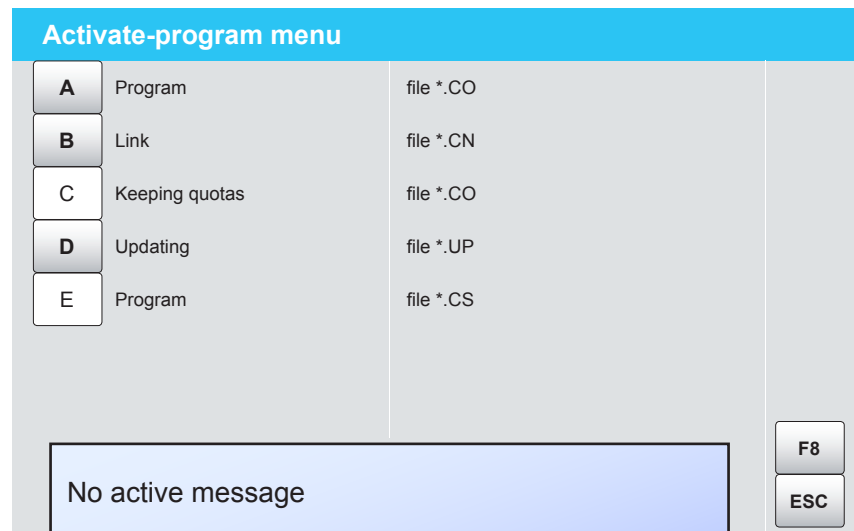 Activate-program menu
A Program file *.CO
B Link file *.CN
C Keeping quotas file *.CO
D Updating file *.UP
E Program file *.CS
F8
No active message
ESC